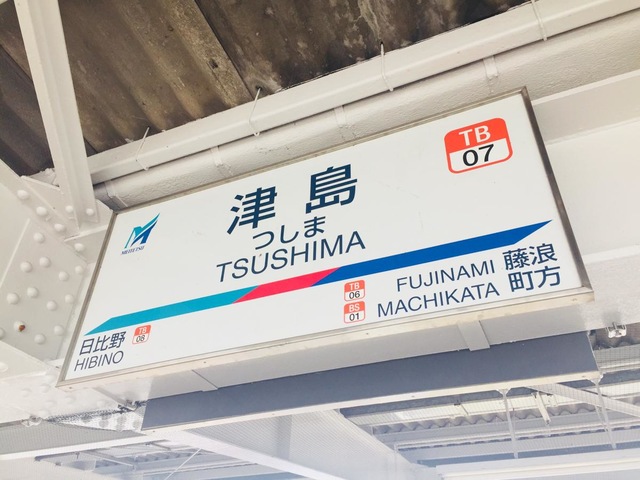 MEITETSU
津島
つしま
TSUSHIMA
TB
07
日比野
HIBINO
TB
08
TB
06
BS
01
FUJINAMI 藤浪
MACHIKATA 町方